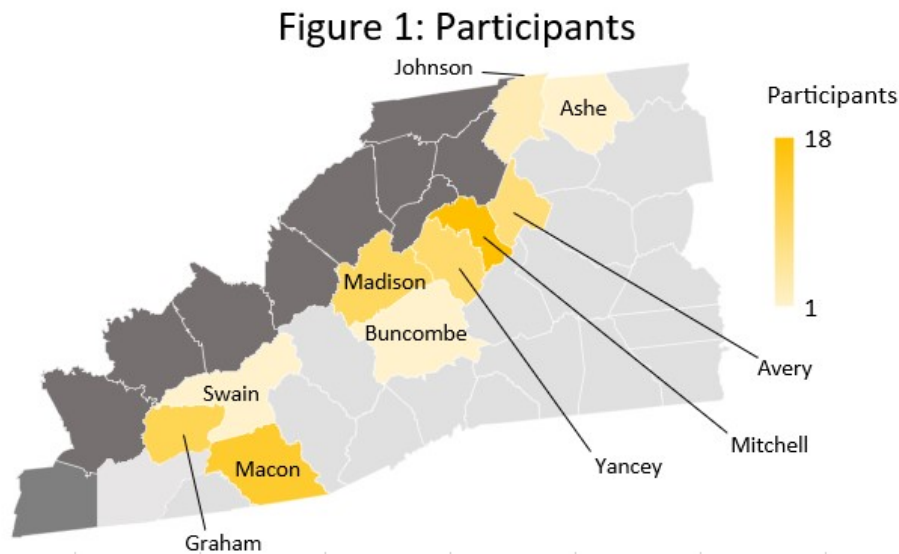 Figure 1: Participants
Johnson
Ashe
Participants
18
1
Madison
Buncombe
Avery
Swain
Mitchell
Yancey
Macon
Graham